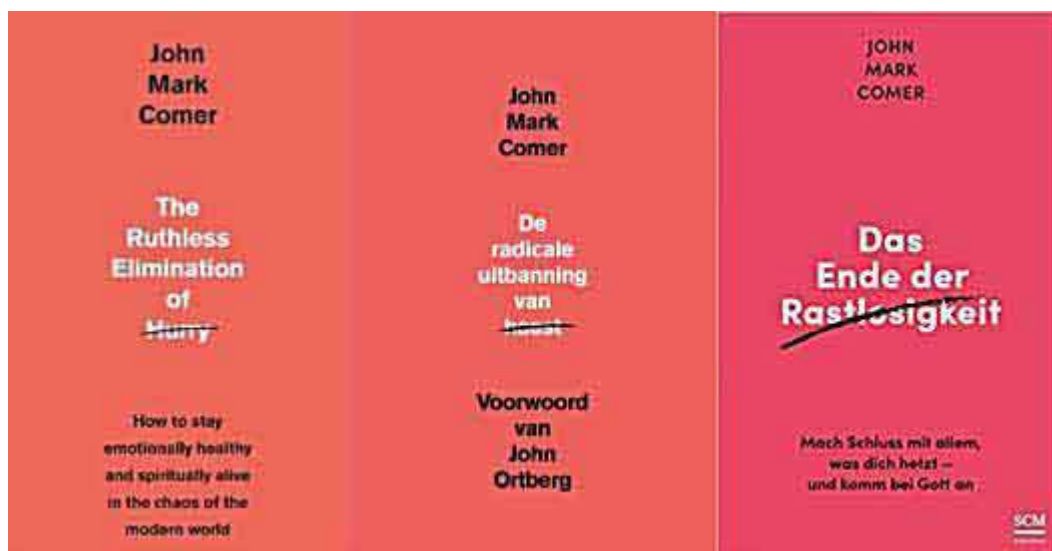 John
Mark
Comer
The
Ruthless
Elimination
of
Hurry
How to stay
emotionally healthy
and spiritually alive
in the chaos of the
modern world
John
Mark
Comer
De
radicale
uitbanning
van
haast
Voorwoord
van
John
Ortberg
JOHN
MARK
COMER
Das
Ende der
Rastlosigkeit
Mach Schluss mit allem,
was dich hetzt –
und komm bei Gott an
SCM